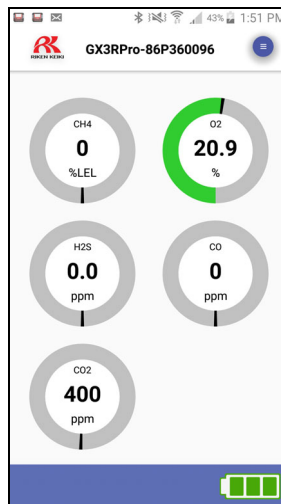 43% 1:51 PM
RK
RIKEN KEIKI
GX3RPro-86P360096
CH4
0
%LEL
O2
20.9
%
H2S
0.0
ppm
CO
0
ppm
CO2
400
ppm